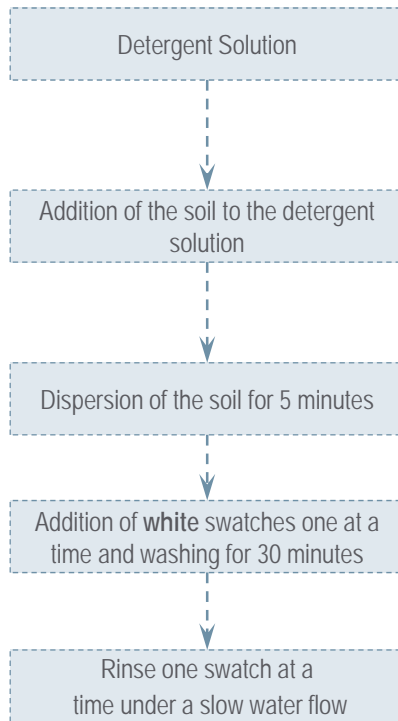 Detergent Solution
Addition of the soil to the detergent
solution
Dispersion of the soil for 5 minutes
Addition of white swatches one at a
time and washing for 30 minutes
Rinse one swatch at a
time under a slow water flow